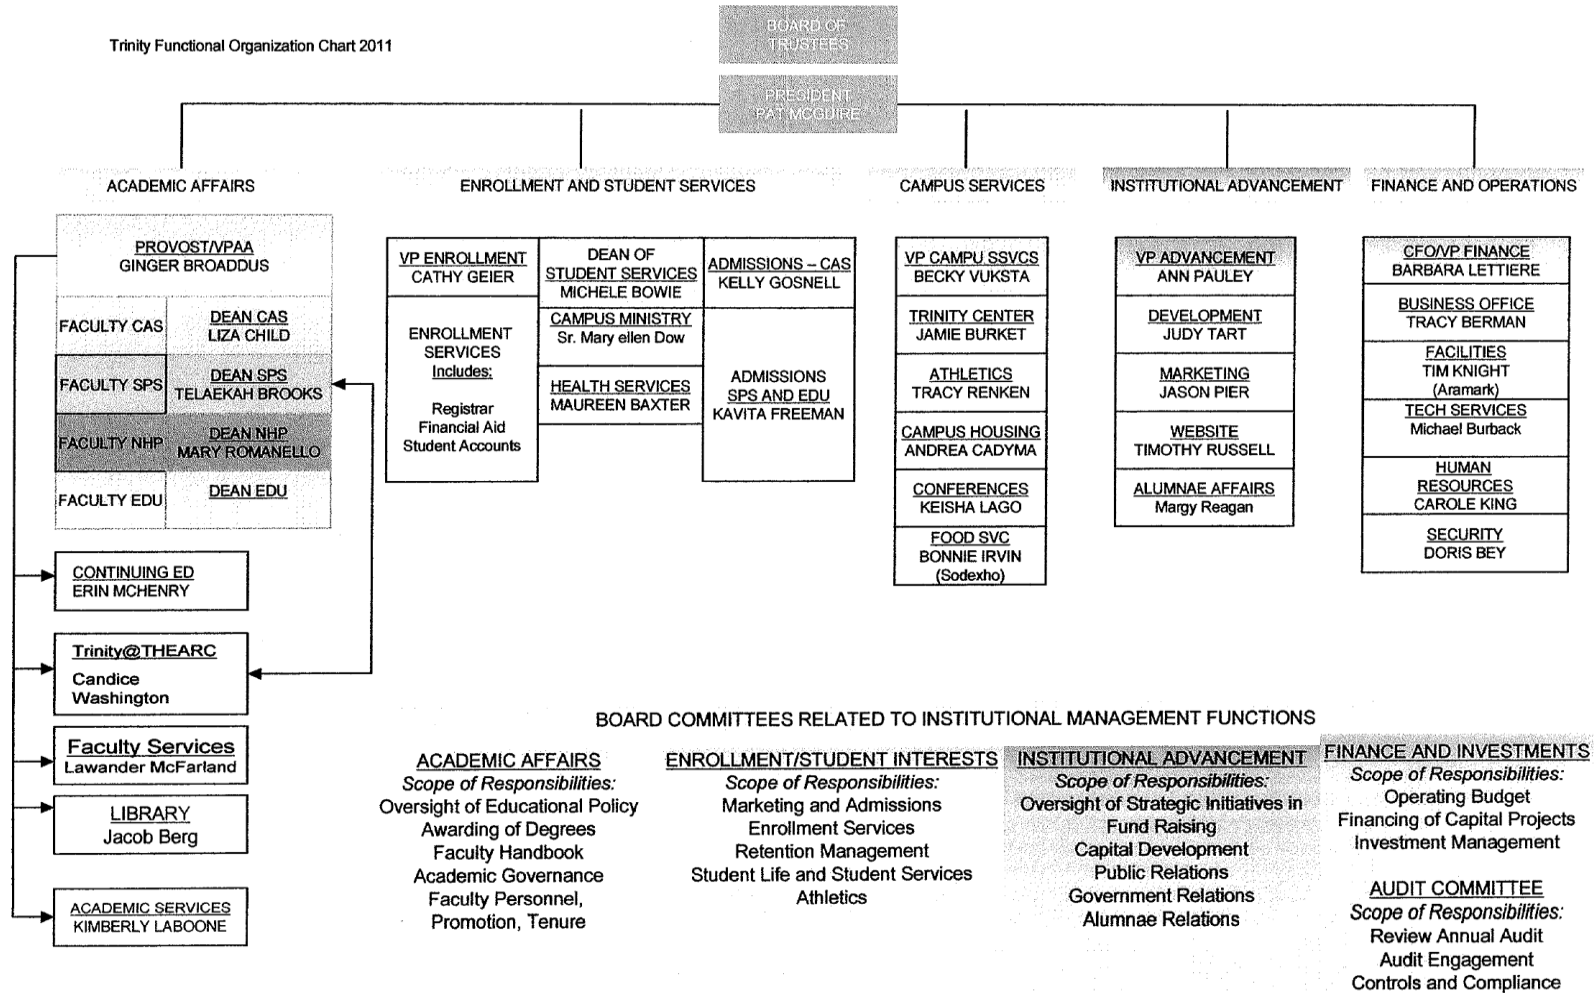 Trinity Functional Organization Chart 2011
BOARD OF
TRUSTEES
PRESIDENT
PAT MCGUIRE
ACADEMIC AFFAIRS
PROVOST/VPAA
GINGER BROADDUS
FACULTY CAS
DEAN CAS
LIZA CHILD
FACULTY SPS
DEAN SPS
TELAEKAH BROOKS
FACULTY NHP
DEAN NHP
MARY ROMANELLO
FACULTY EDU
DEAN EDU
CONTINUING ED
ERIN MCHENRY
Trinity@THEARC
Candice
Washington
Faculty Services
Lawander McFarland
LIBRARY
Jacob Berg
ACADEMIC SERVICES
KIMBERLY LABOONE
ENROLLMENT AND STUDENT SERVICES
VP ENROLLMENT
CATHY GEIER
ENROLLMENT
SERVICES
Includes:
Registrar
Financial Aid
Student Accounts
DEAN OF
STUDENT SERVICES
MICHELE BOWIE
CAMPUS MINISTRY
Sr. Mary ellen Dow
HEALTH SERVICES
MAUREEN BAXTER
ADMISSIONS – CAS
KELLY GOSNELL
ADMISSIONS
SPS AND EDU
KAVITA FREEMAN
CAMPUS SERVICES
VP CAMPU SSVCS
BECKY VUKSTA
TRINITY CENTER
JAMIE BURKET
ATHLETICS
TRACY RENKEN
CAMPUS HOUSING
ANDREA CADYMA
CONFERENCES
KEISHA LAGO
FOOD SVC
BONNIE IRVIN
(Sodexho)
INSTITUTIONAL ADVANCEMENT
VP ADVANCEMENT
ANN PAULEY
DEVELOPMENT
JUDY TART
MARKETING
JASON PIER
WEBSITE
TIMOTHY RUSSELL
ALUMNAE AFFAIRS
Margy Reagan
FINANCE AND OPERATIONS
CFO/VP FINANCE
BARBARA LETTIERE
BUSINESS OFFICE
TRACY BERMAN
FACILITIES
TIM KNIGHT
(Aramark)
TECH SERVICES
Michael Burback
HUMAN
RESOURCES
CAROLE KING
SECURITY
DORIS BEY
BOARD COMMITTEES RELATED TO INSTITUTIONAL MANAGEMENT FUNCTIONS
ACADEMIC AFFAIRS
Scope of Responsibilities:
Oversight of Educational Policy
Awarding of Degrees
Faculty Handbook
Academic Governance
Faculty Personnel,
Promotion, Tenure
ENROLLMENT/STUDENT INTERESTS
Scope of Responsibilities:
Marketing and Admissions
Enrollment Services
Retention Management
Student Life and Student Services
Athletics
INSTITUTIONAL ADVANCEMENT
Scope of Responsibilities:
Oversight of Strategic Initiatives in
Fund Raising
Capital Development
Public Relations
Government Relations
Alumnae Relations
FINANCE AND INVESTMENTS
Scope of Responsibilities:
Operating Budget
Financing of Capital Projects
Investment Management
AUDIT COMMITTEE
Scope of Responsibilities:
Review Annual Audit
Audit Engagement
Controls and Compliance